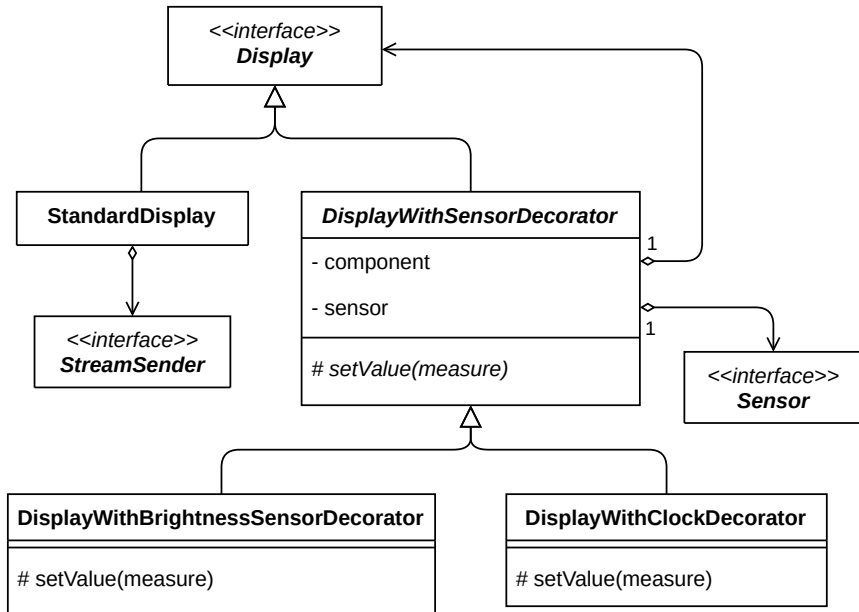 <<interface>>
Display
StandardDisplay
DisplayWithSensorDecorator
1
- component
- sensor
1
<<interface>>
StreamSender
# setValue(measure)
<<interface>>
Sensor
DisplayWithBrightnessSensorDecorator
# setValue(measure)
DisplayWithClockDecorator
# setValue(measure)